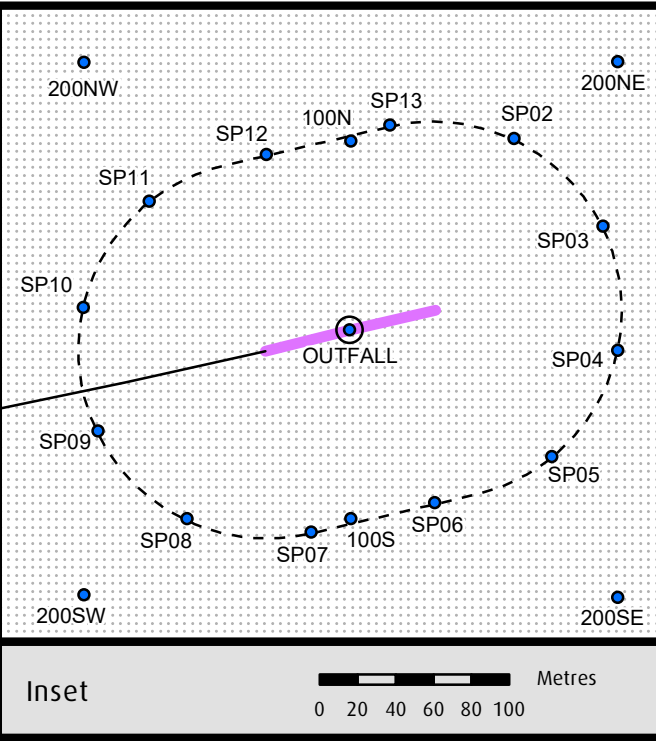 200NW
200NE
SP13
SP02
100N
SP12
SP11
SP03
SP10
OUTFALL
SP04
SP09
SP05
SP06
SP08
SP07
100S
200SW
200SE
Inset
Metres
0 20 40 60 80 100